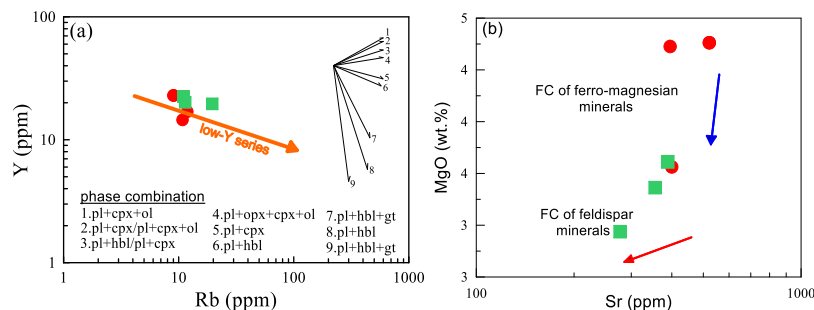 (a)
100
10
1
Y (ppm)
1
2
3
4
5
6
7
8
9
low-Y series
phase combination
1.pl+cpx+ol
2.pl+cpx/pl+cpx+ol
3.pl+hbl/pl+cpx
4.pl+opx+cpx+ol
5.pl+cpx
6.pl+hbl
7.pl+hbl+gt
8.pl+hbl
9.pl+hbl+gt
1
10
100
1000
Rb (ppm)
(b)
5
4
4
4
3
3
MgO (wt.%)
FC of ferro-magnesian
minerals
FC of feldispar
minerals
100
1000
Sr (ppm)